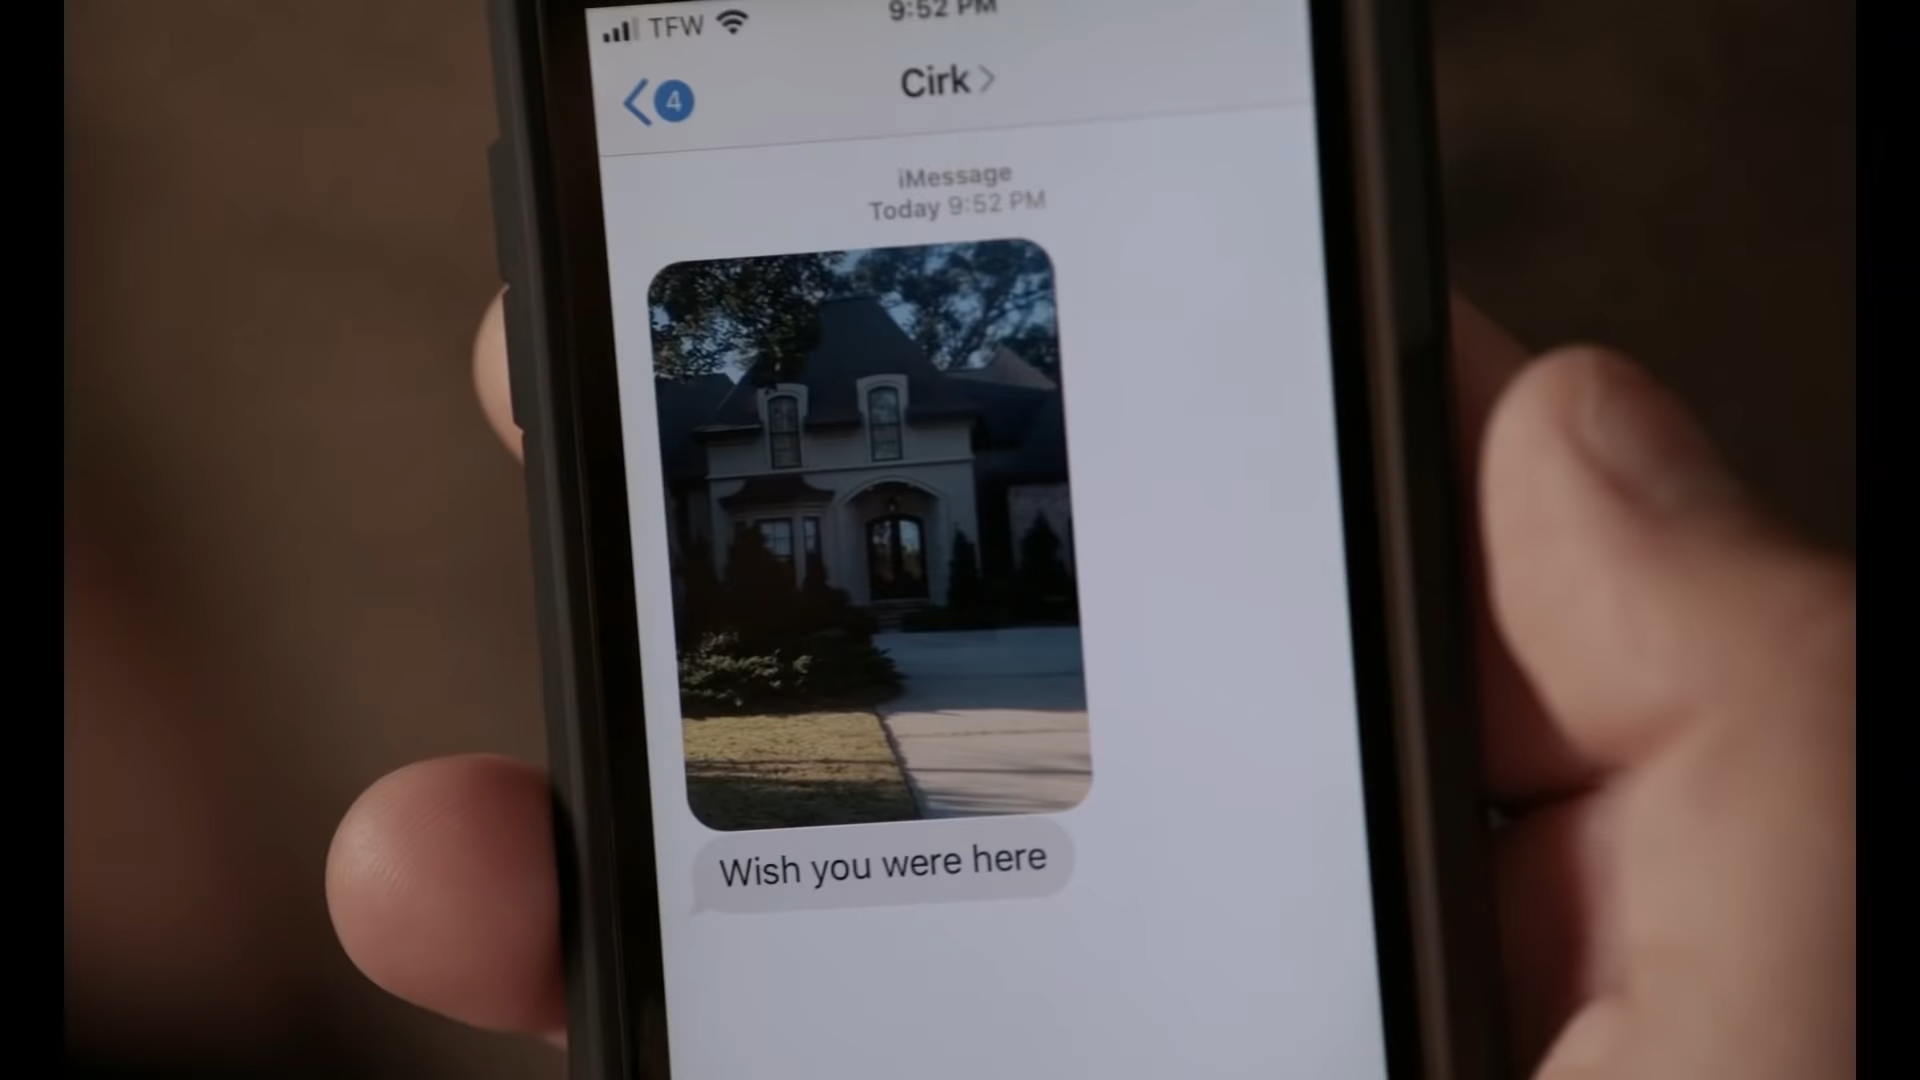 TFW 9:52 PM
4 Cirk
iMessage
Today 9:52 PM
Wish you were here